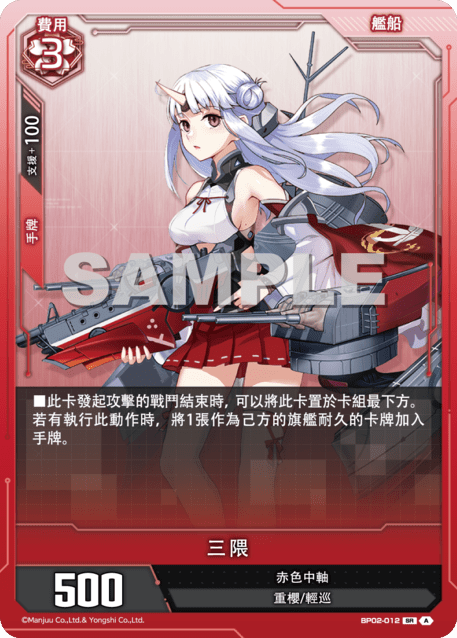 費用
艦船
3
支援+100
手牌
SAMPLE
■此卡發起攻擊的戰鬥結束時，可以將此卡置於卡組最下方。
若有執行此動作時，將1張作為己方的旗艦耐久的卡牌加入
手牌。
三隈
500
赤色中軸
重櫻/輕巡
©Manjuu Co.,Ltd.& Yongshi Co.,Ltd.
BP02-012 BR A